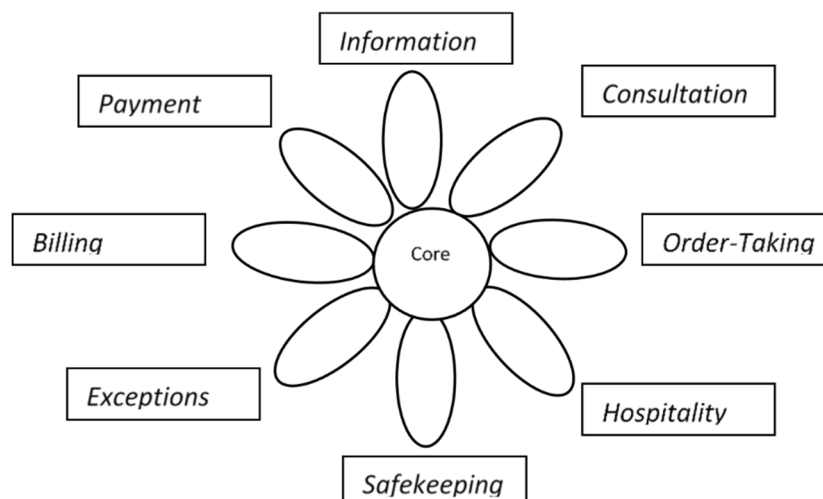 Information
Payment
Consultation
Billing
Core
Order-Taking
Exceptions
Hospitality
Safekeeping